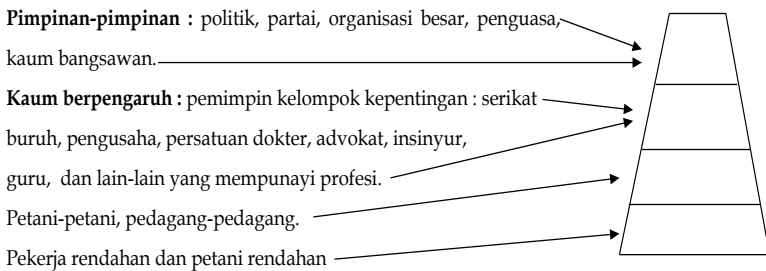 Pimpinan-pimpinan : politik, partai, organisasi besar, penguasa,
kaum bangsawan.
Kaum berpengaruh : pemimpin kelompok kepentingan : serikat
buruh, pengusaha, persatuan dokter, advokat, insinyur,
guru, dan lain-lain yang mempunayi profesi.
Petani-petani, pedagang-pedagang.
Pekerja rendahan dan petani rendahan